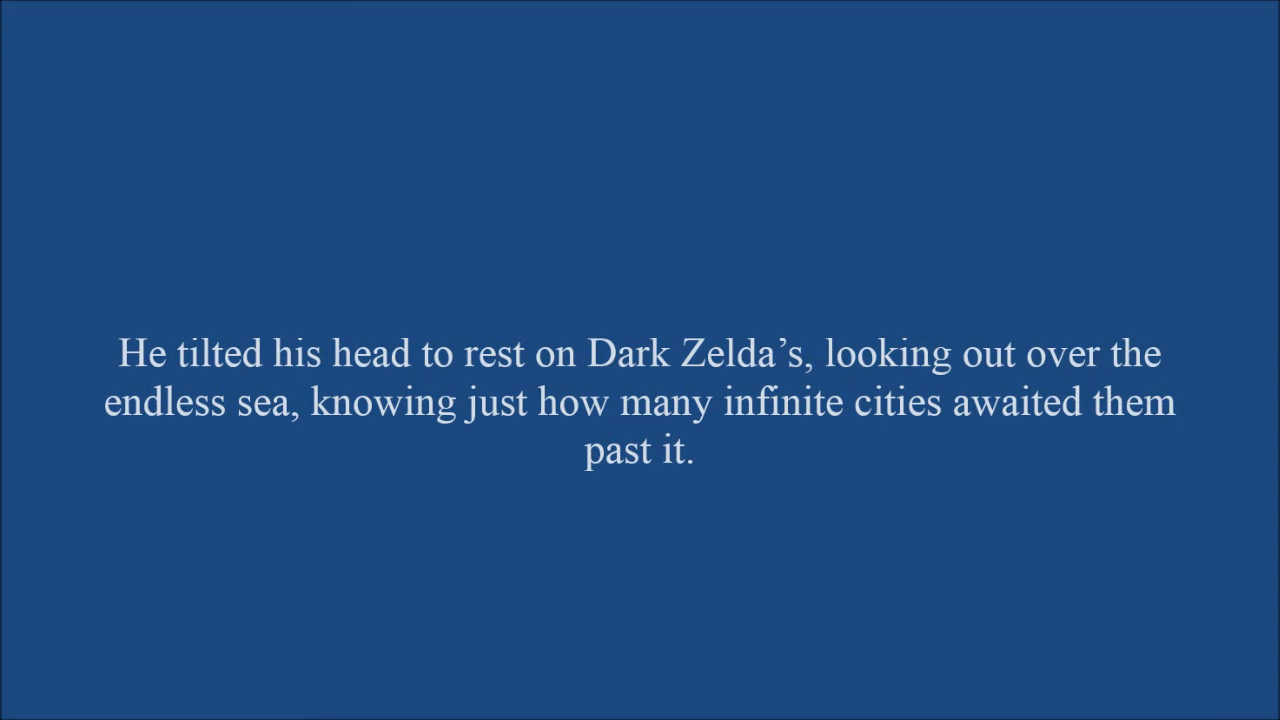 He tilted his head to rest on Dark Zelda’s, looking out over the
endless sea, knowing just how many infinite cities awaited them
past it.